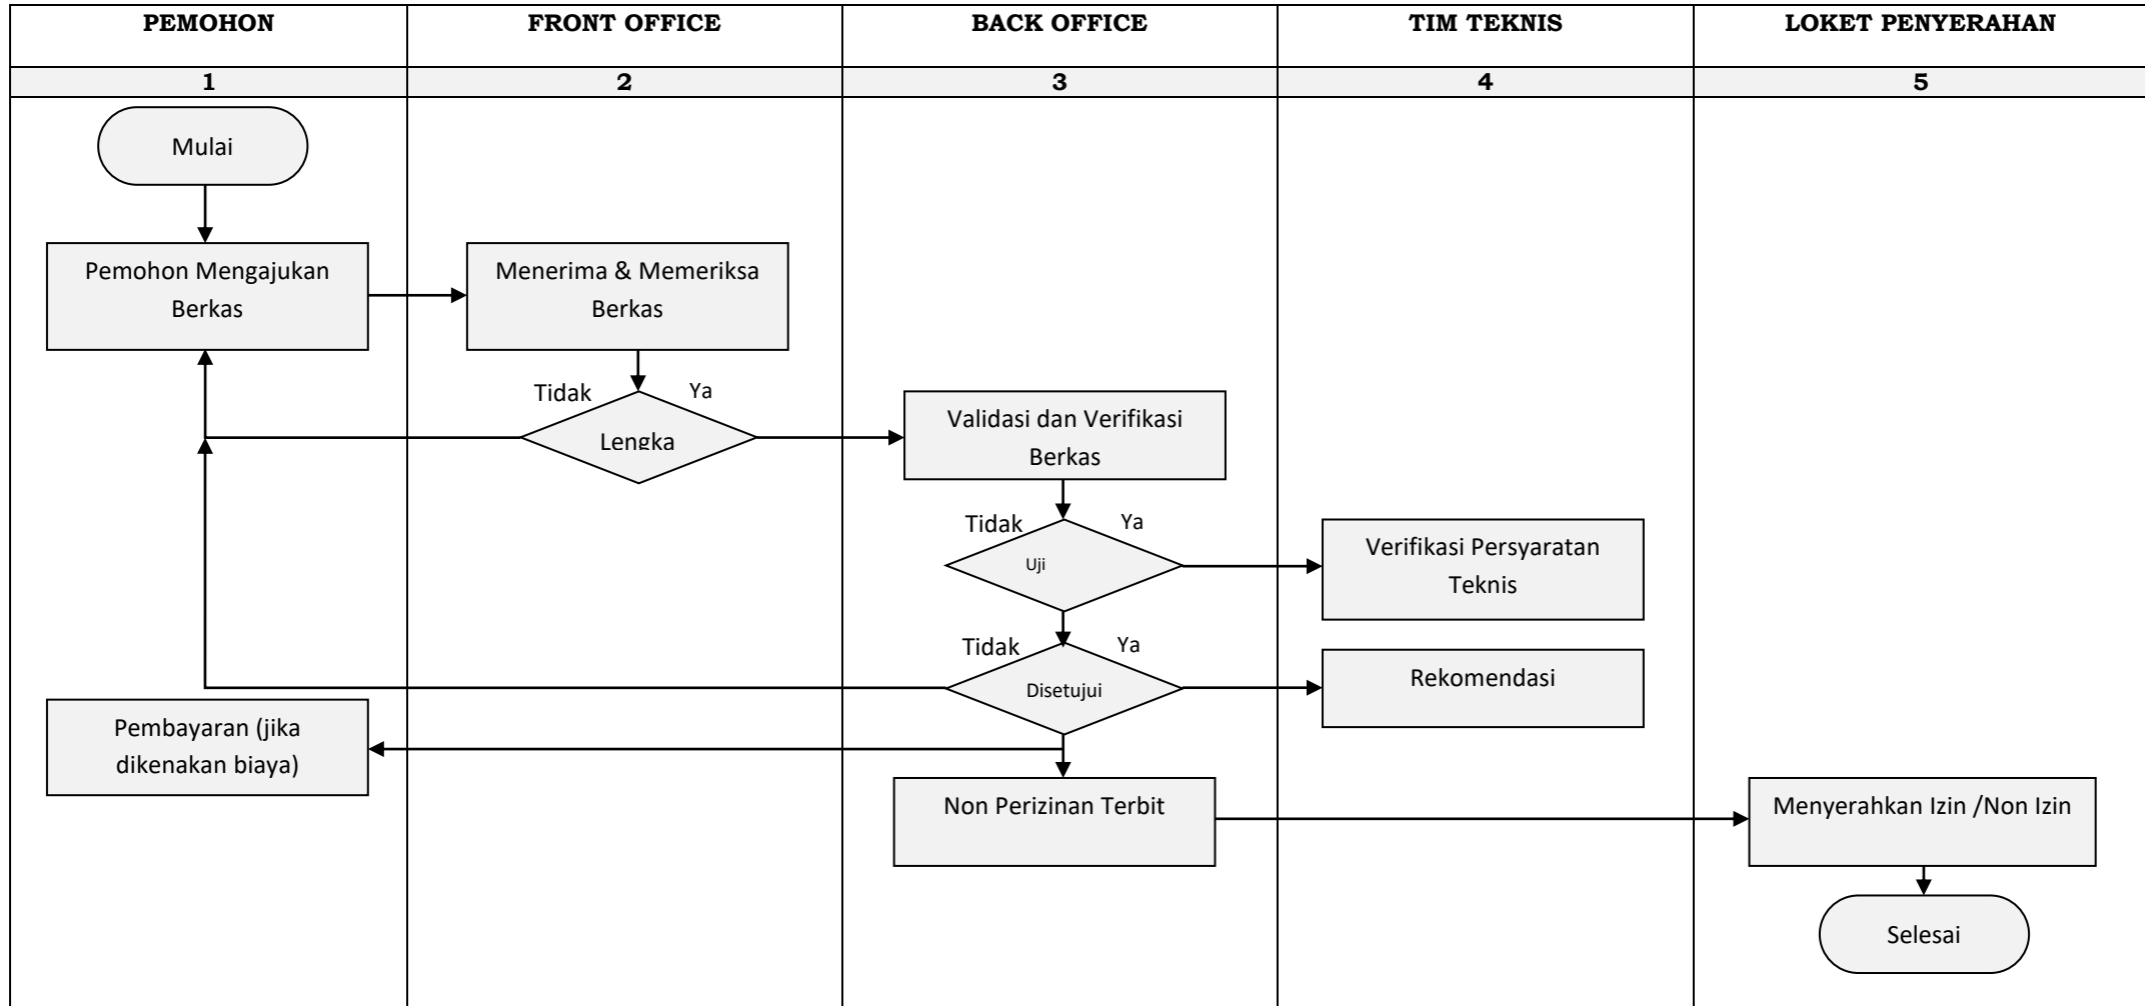 PEMOHON
FRONT OFFICE
BACK OFFICE
TIM TEKNIS
LOKET PENYERAHAN
1
2
3
4
5
Mulai
Pemohon Mengajukan
Berkas
Menerima & Memeriksa
Berkas
Tidak
Ya
Lengka
Validasi dan Verifikasi
Berkas
Tidak
Ya
Uji
Verifikasi Persyaratan
Teknis
Tidak
Ya
Disetujui
Rekomendasi
Pembayaran (jika
dikenakan biaya)
Non Perizinan Terbit
Menyerahkan Izin /Non Izin
Selesai